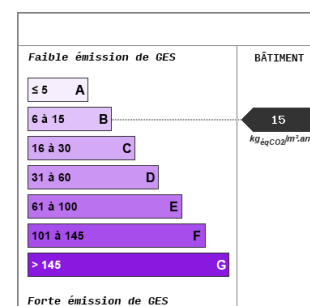 Faible émission de GES
BÂTIMENT
≤ 5 A
6 à 15 B
15
kgéqCO2/m².an
16 à 30 C
31 à 60 D
61 à 100 E
101 à 145 F
> 145 G
Forte émission de GES